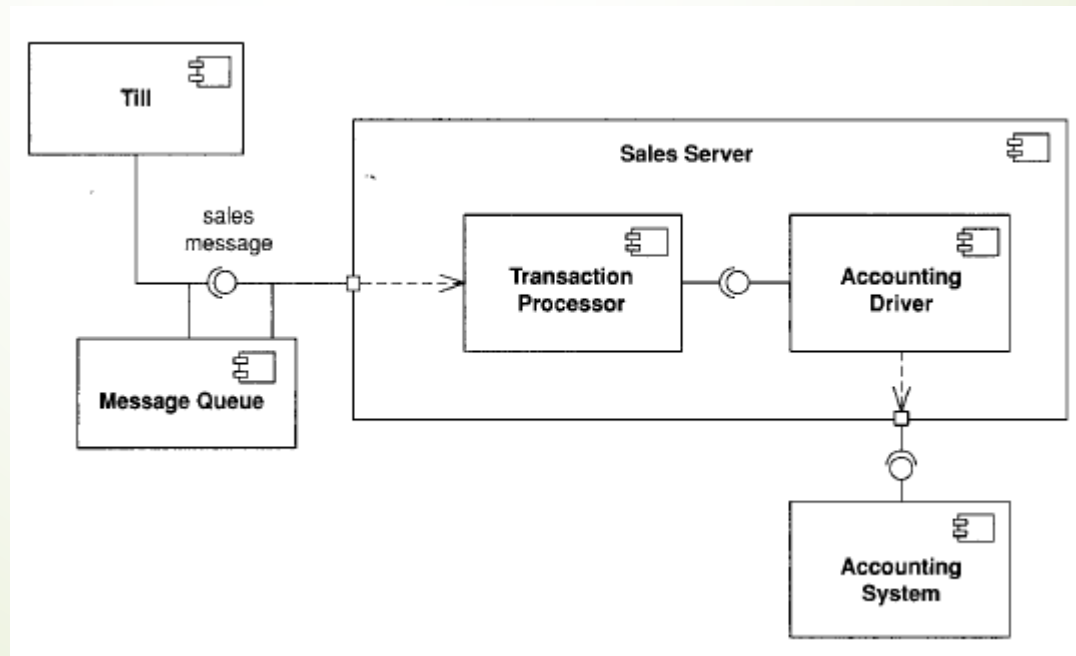 Till
sales
message
Sales Server
Transaction
Processor
Accounting
Driver
Message Queue
Accounting
System